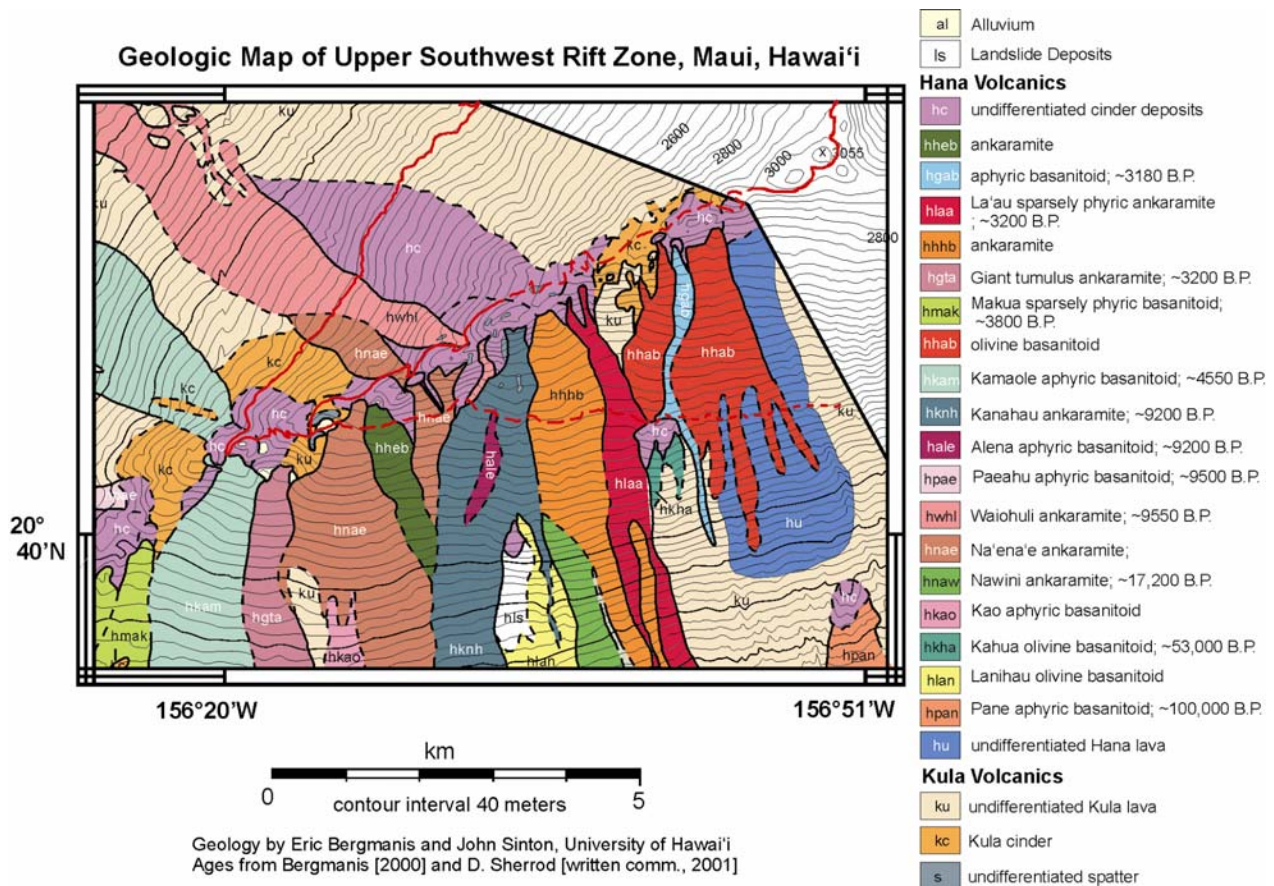 Geologic Map of Upper Southwest Rift Zone, Maui, Hawaiʻi
ku
2600
2800
3000
x 3055
2800
ku
hc
hc
kc
hgab
ku
hwhl
hnae
hhab
hhab
kc
kc
hc
hhhb
hnae
ku
hc
hheb
hc
ku
kc
hale
hlaa
hpae
hkha
hc
hnae
hu
20°
40'N
ku
ku
hc
hkam
hgta
hmak
hls
hkao
hknh
hlan
hpan
156°20'W
156°51'W
km
0
5
contour interval 40 meters
Geology by Eric Bergmanis and John Sinton, University of Hawaiʻi
Ages from Bergmanis [2000] and D. Sherrod [written comm., 2001]
al Alluvium
ls Landslide Deposits
Hana Volcanics
hc undifferentiated cinder deposits
hheb ankaramite
hgab aphyric basanitoid; ~3180 B.P.
hlaa Laʻau sparsely phyric ankaramite
; ~3200 B.P.
hhhb ankaramite
hgta Giant tumulus ankaramite; ~3200 B.P.
hmak Makua sparsely phyric basanitoid;
~3800 B.P.
hhab olivine basanitoid
hkam Kamaole aphyric basanitoid; ~4550 B.P.
hknh Kanahau ankaramite; ~9200 B.P.
hale Alena aphyric basanitoid; ~9200 B.P.
hpae Paeahu aphyric basanitoid; ~9500 B.P.
hwhl Waiohuli ankaramite; ~9550 B.P.
hnae Naʻenaʻe ankaramite;
hnaw Nawini ankaramite; ~17,200 B.P.
hkao Kao aphyric basanitoid
hkha Kahua olivine basanitoid; ~53,000 B.P.
hlan Lanihau olivine basanitoid
hpan Pane aphyric basanitoid; ~100,000 B.P.
hu undifferentiated Hana lava
Kula Volcanics
ku undifferentiated Kula lava
kc Kula cinder
s undifferentiated spatter